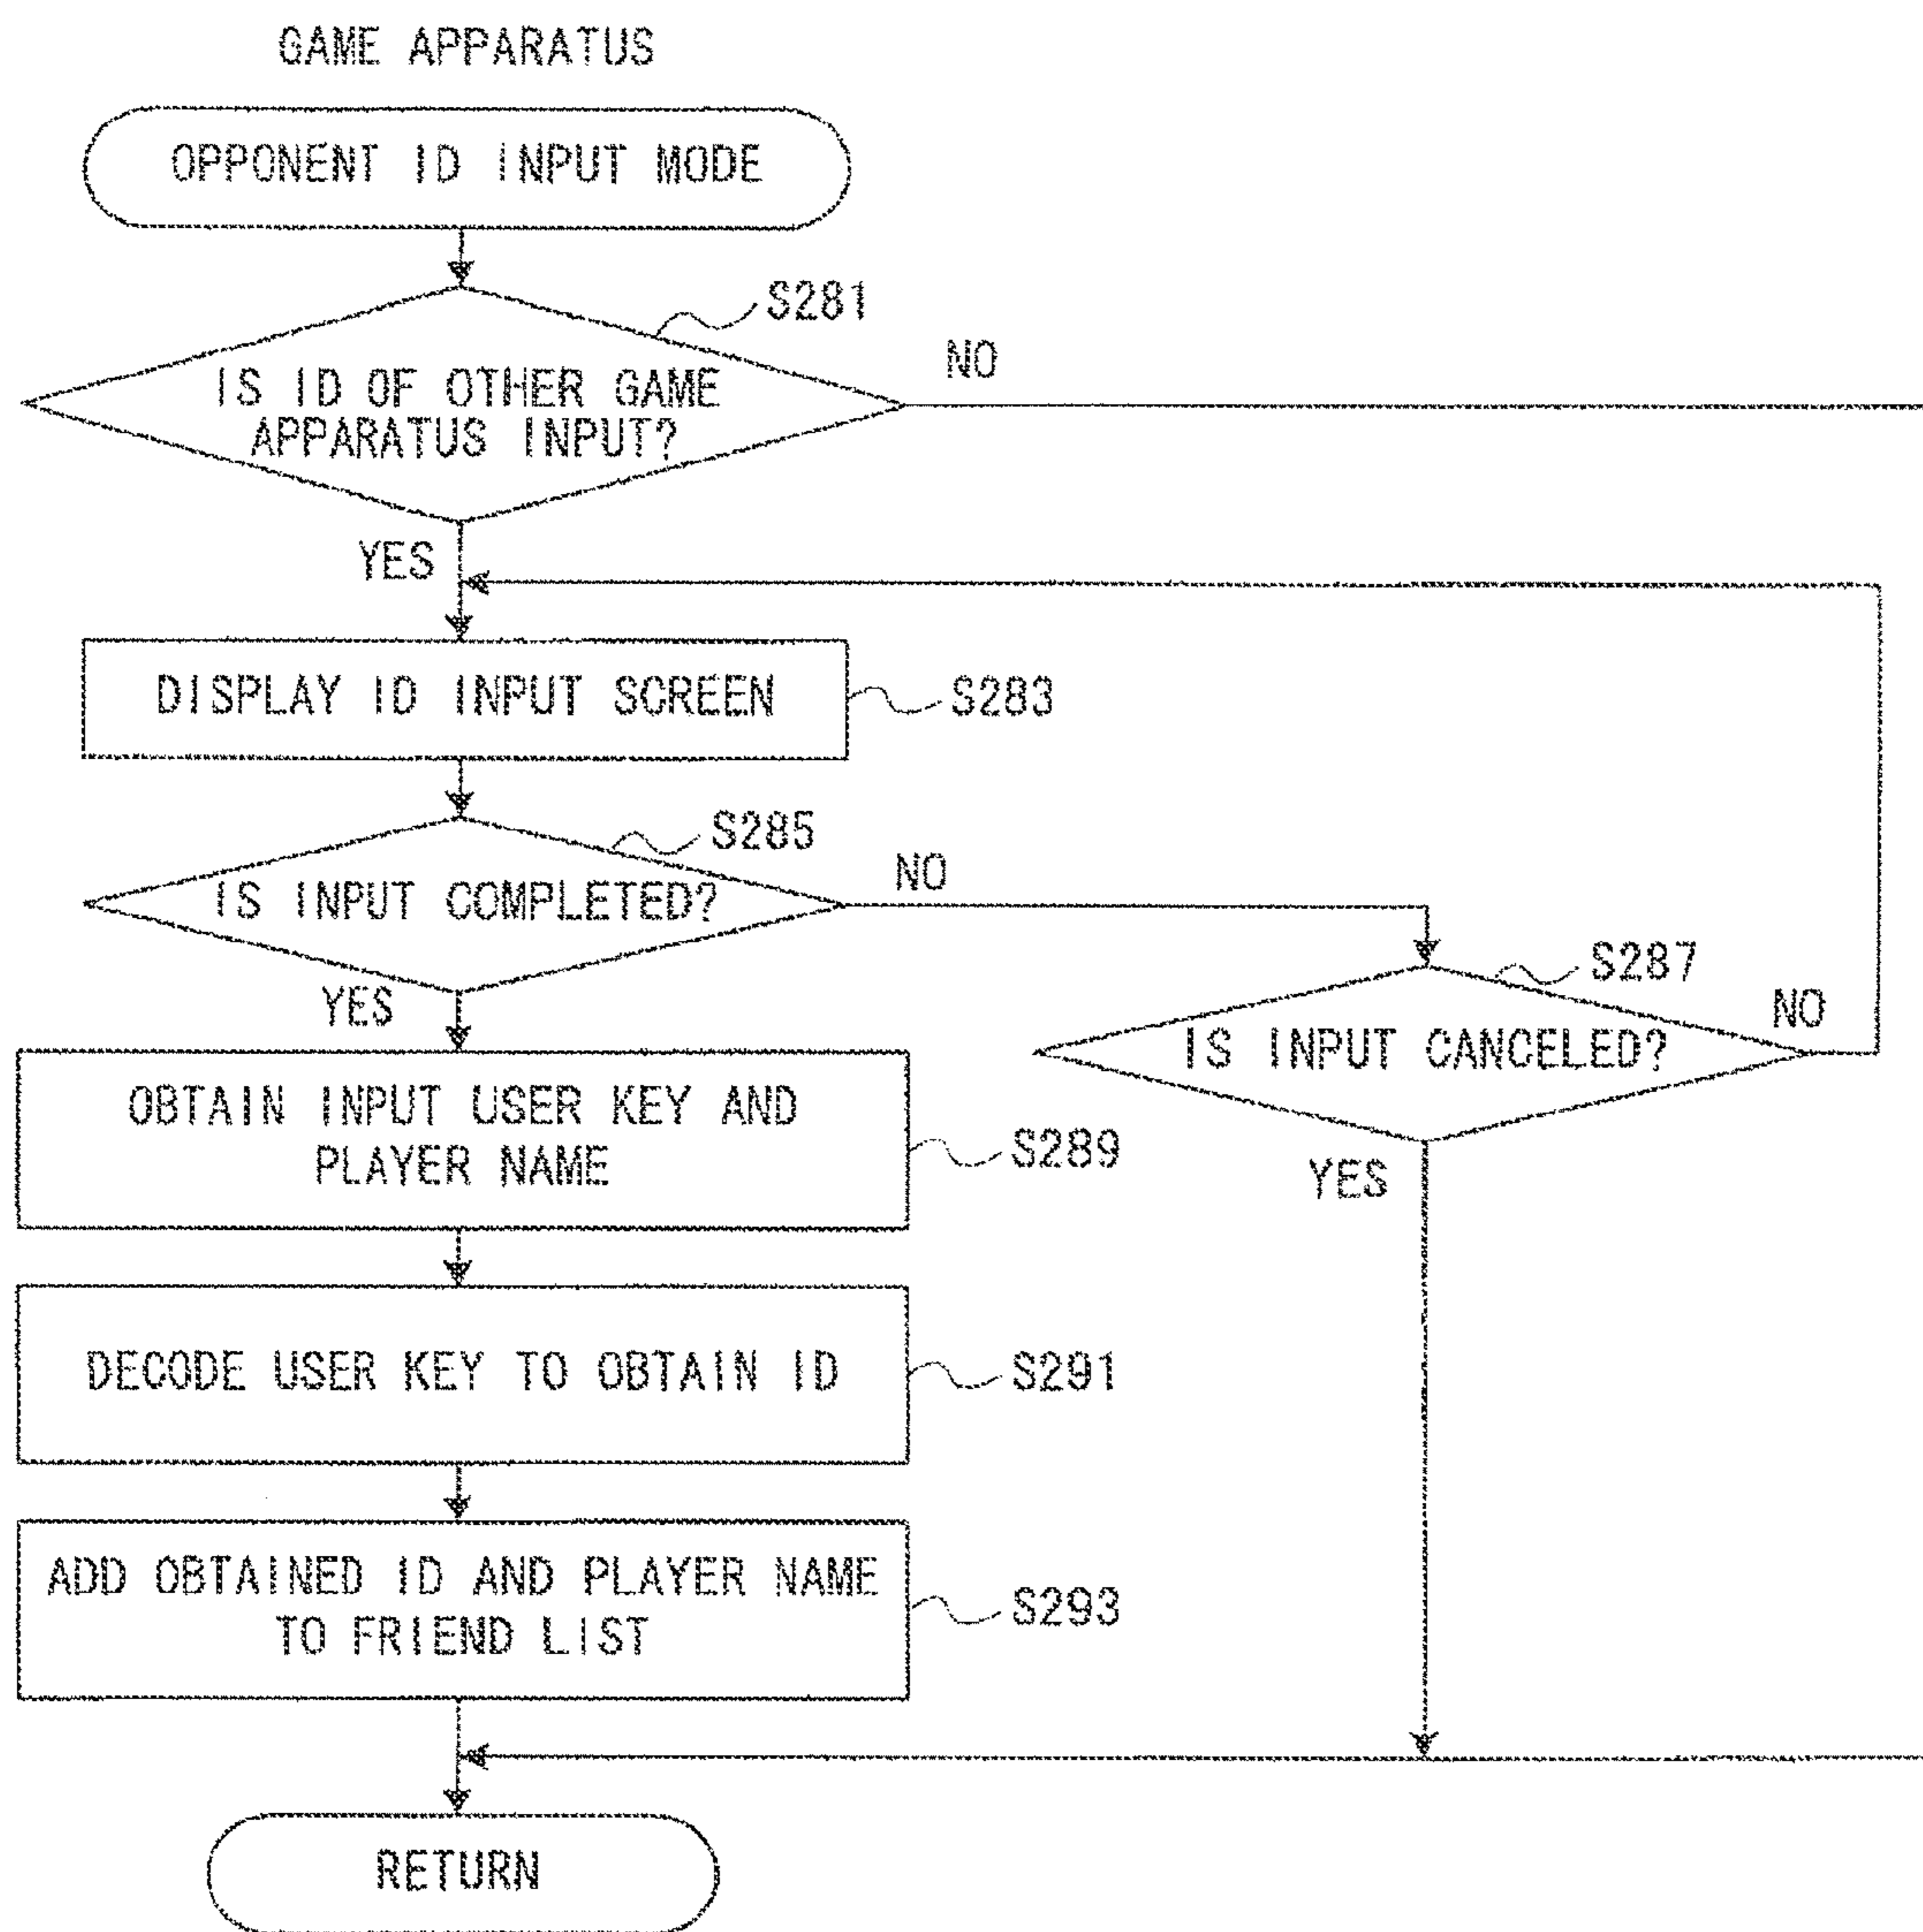 GAME APPARATUS
OPPONENT ID INPUT MODE
S281
IS ID OF OTHER GAME
APPARATUS INPUT?
NO
YES
DISPLAY ID INPUT SCREEN
S283
S285
IS INPUT COMPLETED?
NO
YES
S287
IS INPUT CANCELED?
NO
YES
OBTAIN INPUT USER KEY AND
PLAYER NAME
S289
DECODE USER KEY TO OBTAIN ID
S291
ADD OBTAINED ID AND PLAYER NAME
TO FRIEND LIST
S293
RETURN